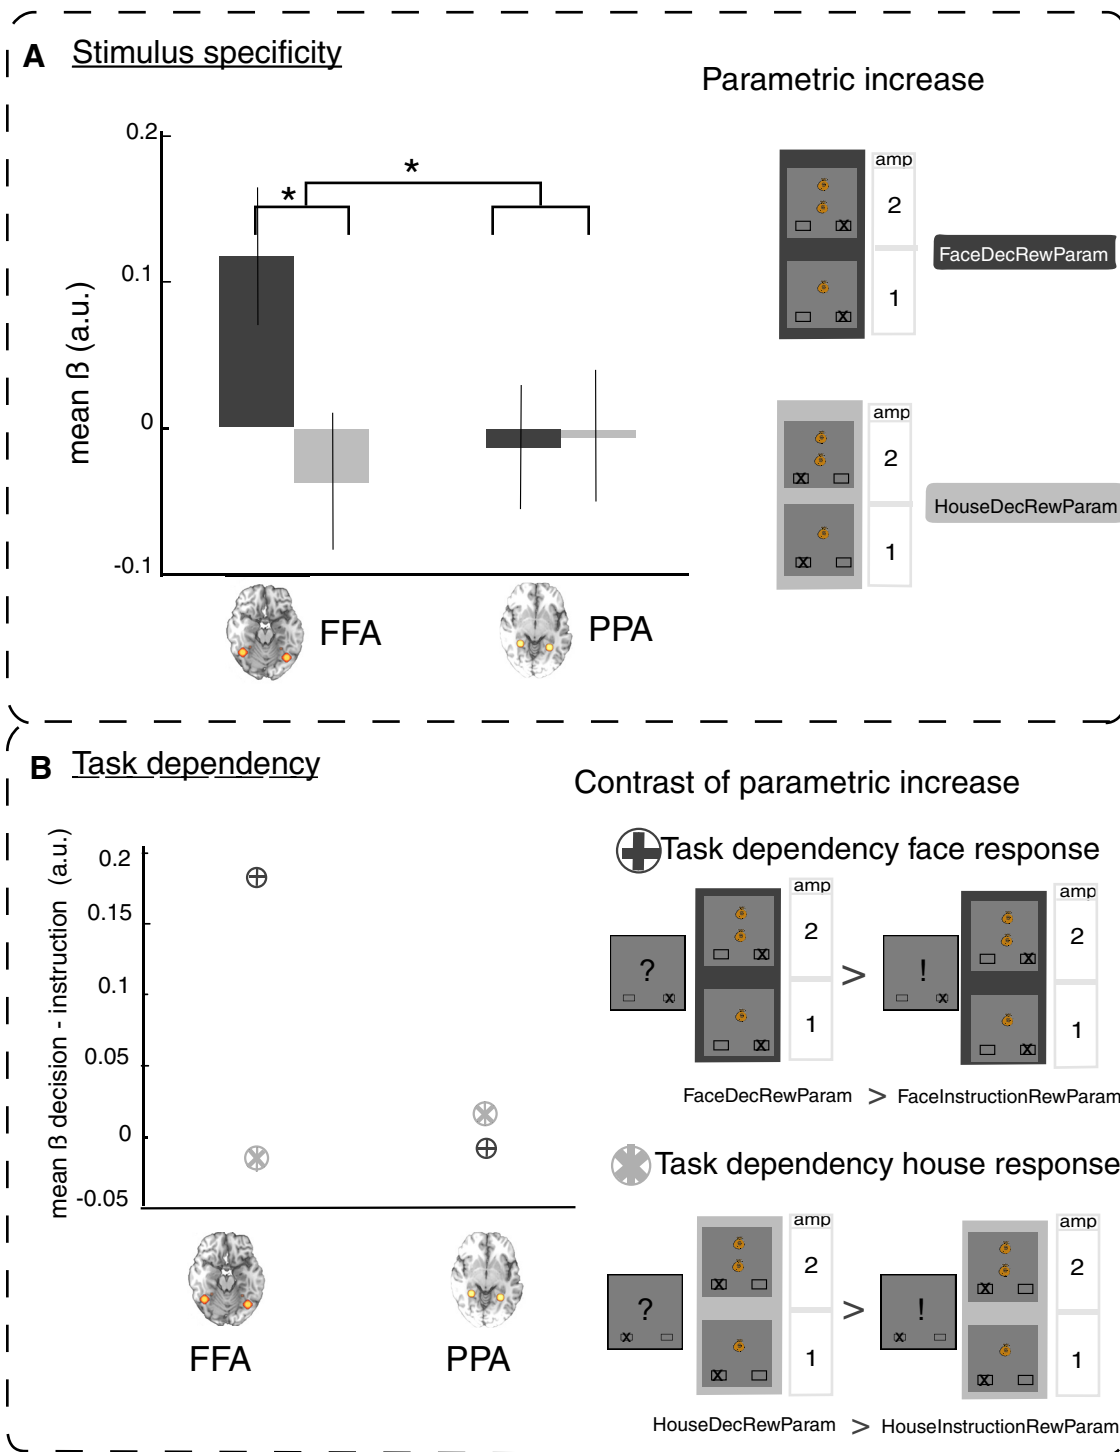 A Stimulus specificity
Parametric increase
mean ß (a.u.)
0.2
0.1
0
-0.1
*
*
FFA
PPA
amp
2
1
FaceDecRewParam
X
X
amp
2
1
HouseDecRewParam
X
X
B Task dependency
Contrast of parametric increase
mean ß decision - instruction (a.u.)
0.2
0.15
0.1
0.05
0
-0.05
FFA
PPA
Task dependency face response
?
X
X
X
amp
2
1
>
!
X
X
X
amp
2
1
FaceDecRewParam > FaceInstructionRewParam
Task dependency house response
?
X
X
X
amp
2
1
>
!
X
X
X
amp
2
1
HouseDecRewParam > HouseInstructionRewParam